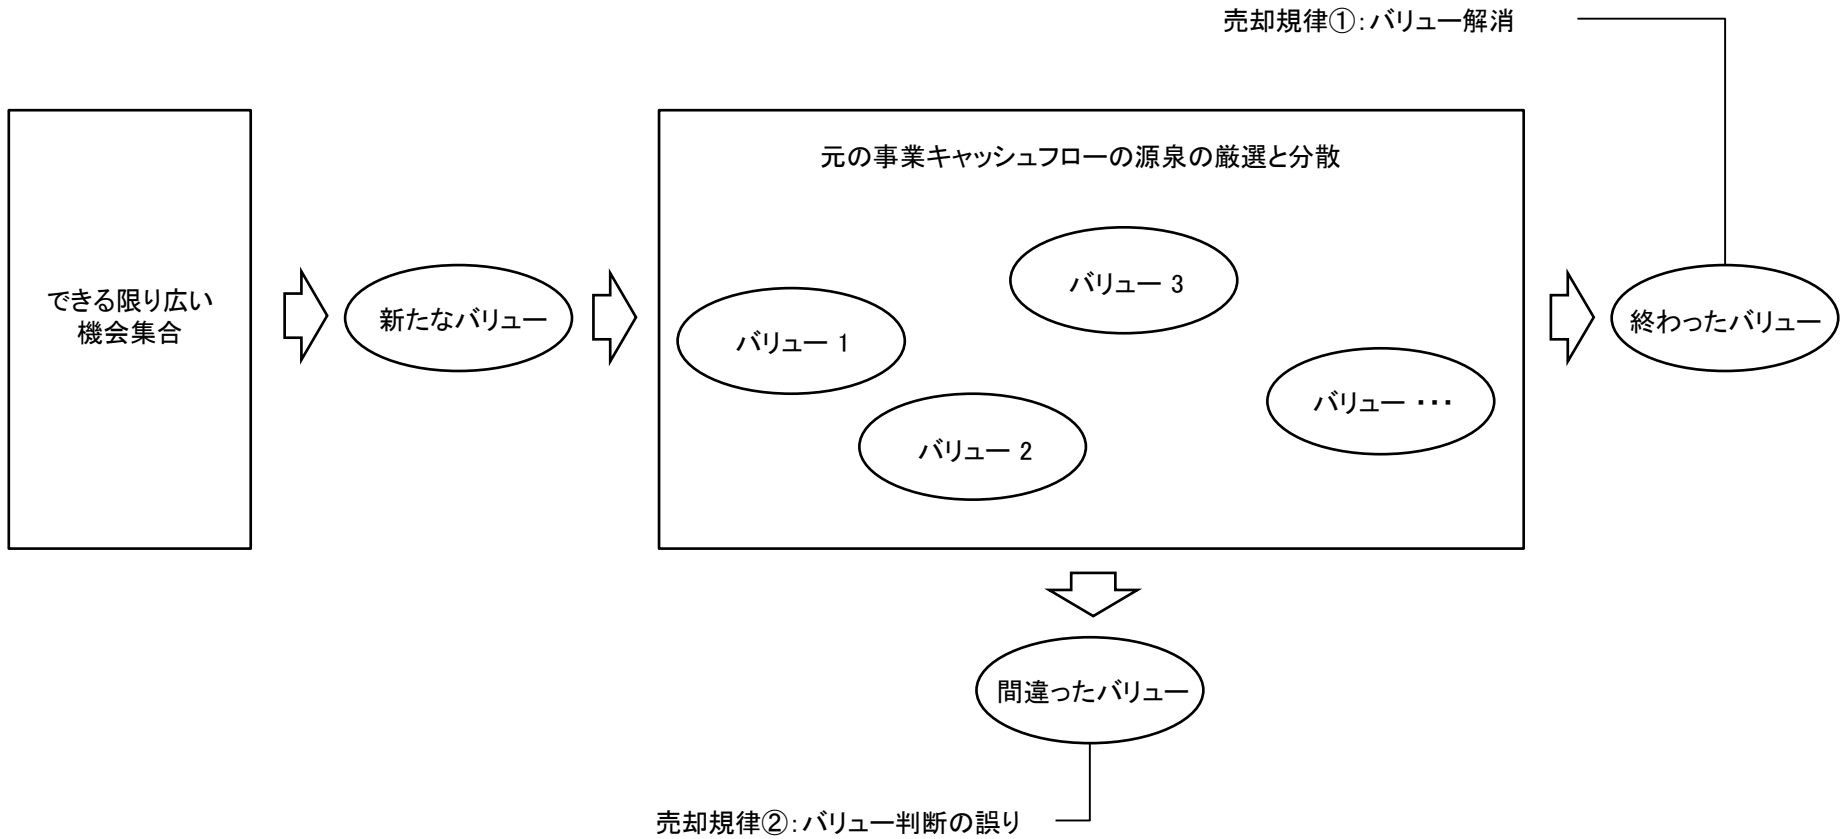 売却規律①：バリュー解消
元の事業キャッシュフローの源泉の厳選と分散
できる限り広い
機会集合
新たなバリュー
バリュー 1
バリュー 2
バリュー 3
バリュー ・・・
終わったバリュー
間違ったバリュー
売却規律②：バリュー判断の誤り